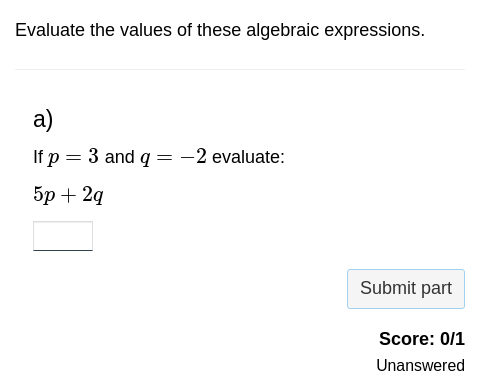 Evaluate the values of these algebraic expressions.
a)
If p = 3 and q = −2 evaluate:
5p + 2q
Submit part
Score: 0/1
Unanswered